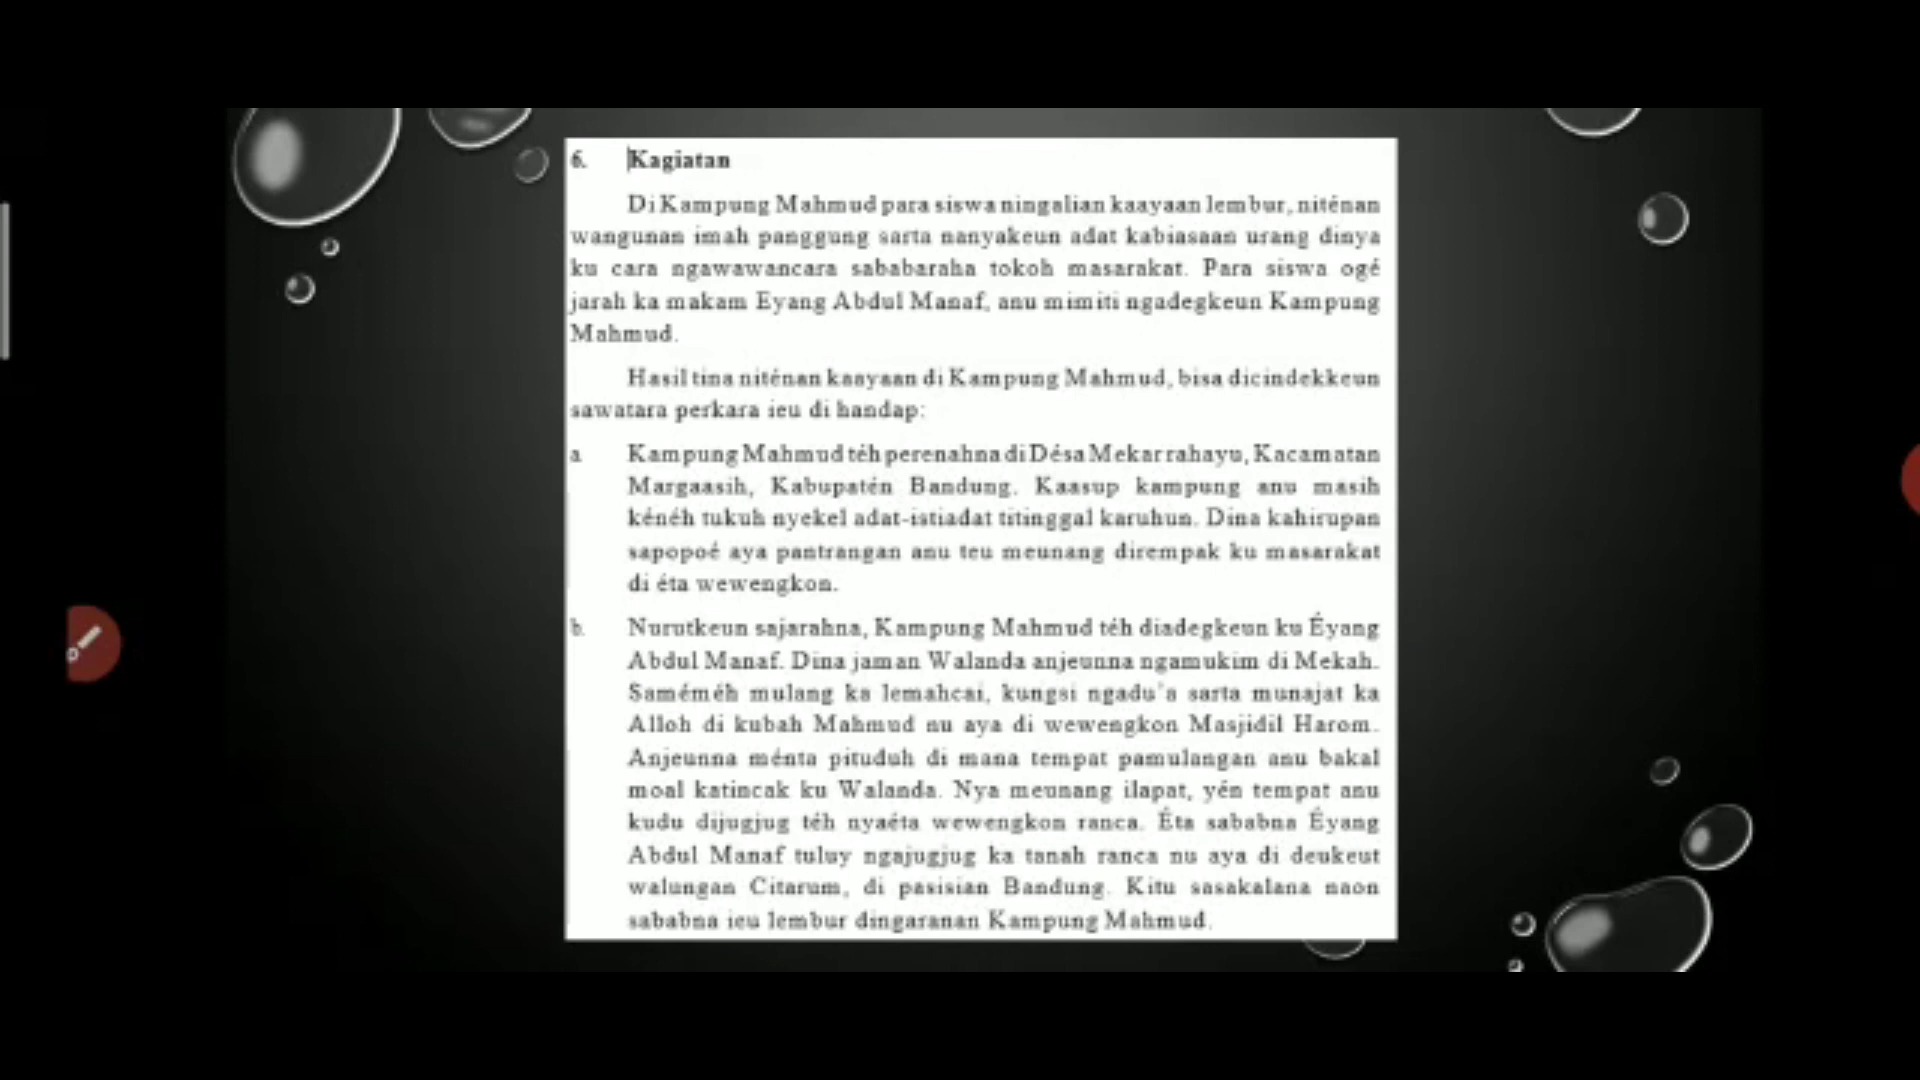 6. Kagiatan
Di Kampung Mahmud para siswa ningalian kaayaan lembur, niténan
wangunan imah panggung sarta nanyakeun adat kabiasaan urang dinya
ku cara ngawawancara sababaraha tokoh masarakat. Para siswa ogé
jarah ka makam Eyang Abdul Manaf, anu mimiti ngadegkeun Kampung
Mahmud.
Hasil tina niténan kaayaan di Kampung Mahmud, bisa dicindekkeun
sawatara perkara ieu di handap:
a. Kampung Mahmud téh perenahna di Désa Mekarrahayu, Kacamatan
Margaasih, Kabupatén Bandung. Kaasup kampung anu masih
kénéh tukuh nyekel adat-istiadat titinggal karuhun. Dina kahirupan
sapopoé aya pantrangan anu teu meunang dirempak ku masarakat
di éta wewengkon.
b. Nurutkeun sajarahna, Kampung Mahmud téh diadegkeun ku Éyang
Abdul Manaf. Dina jaman Walanda anjeunna ngamukim di Mekah.
Saméméh mulang ka lemahcai, kungsi ngadu'a sarta munajat ka
Alloh di kubah Mahmud nu aya di wewengkon Masjidil Harom.
Anjeunna ménta pituduh di mana tempat pamulangan anu bakal
moal katincak ku Walanda. Nya meunang ilapat, yén tempat anu
kudu dijugjug téh nyaéta wewengkon ranca. Éta sababna Éyang
Abdul Manaf tuluy ngajugjug ka tanah ranca nu aya di deukeut
walungan Citarum, di pasisian Bandung. Kitu sasakalana naon
sababna ieu lembur dingaranan Kampung Mahmud.